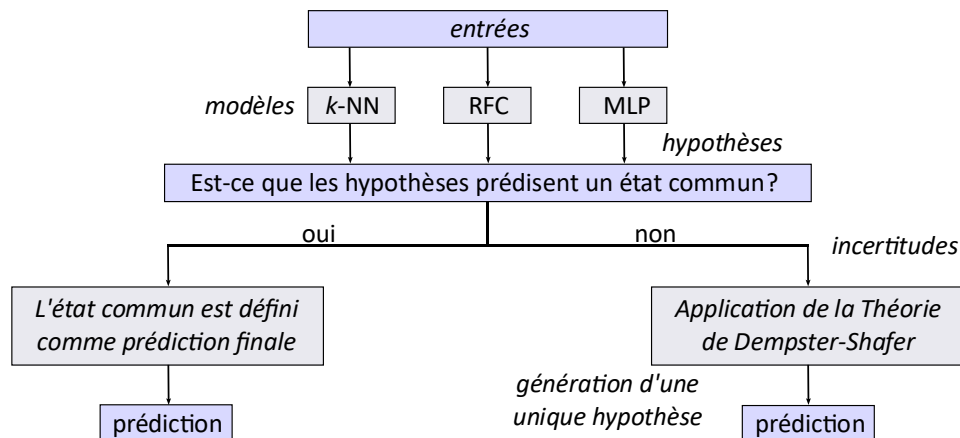 entrées
modèles
k-NN
RFC
MLP
hypothèses
Est-ce que les hypothèses prédisent un état commun?
oui
non
incertitudes
L'état commun est défini
comme prédiction finale
Application de la Théorie
de Dempster-Shafer
génération d'une
unique hypothèse
prédiction
prédiction